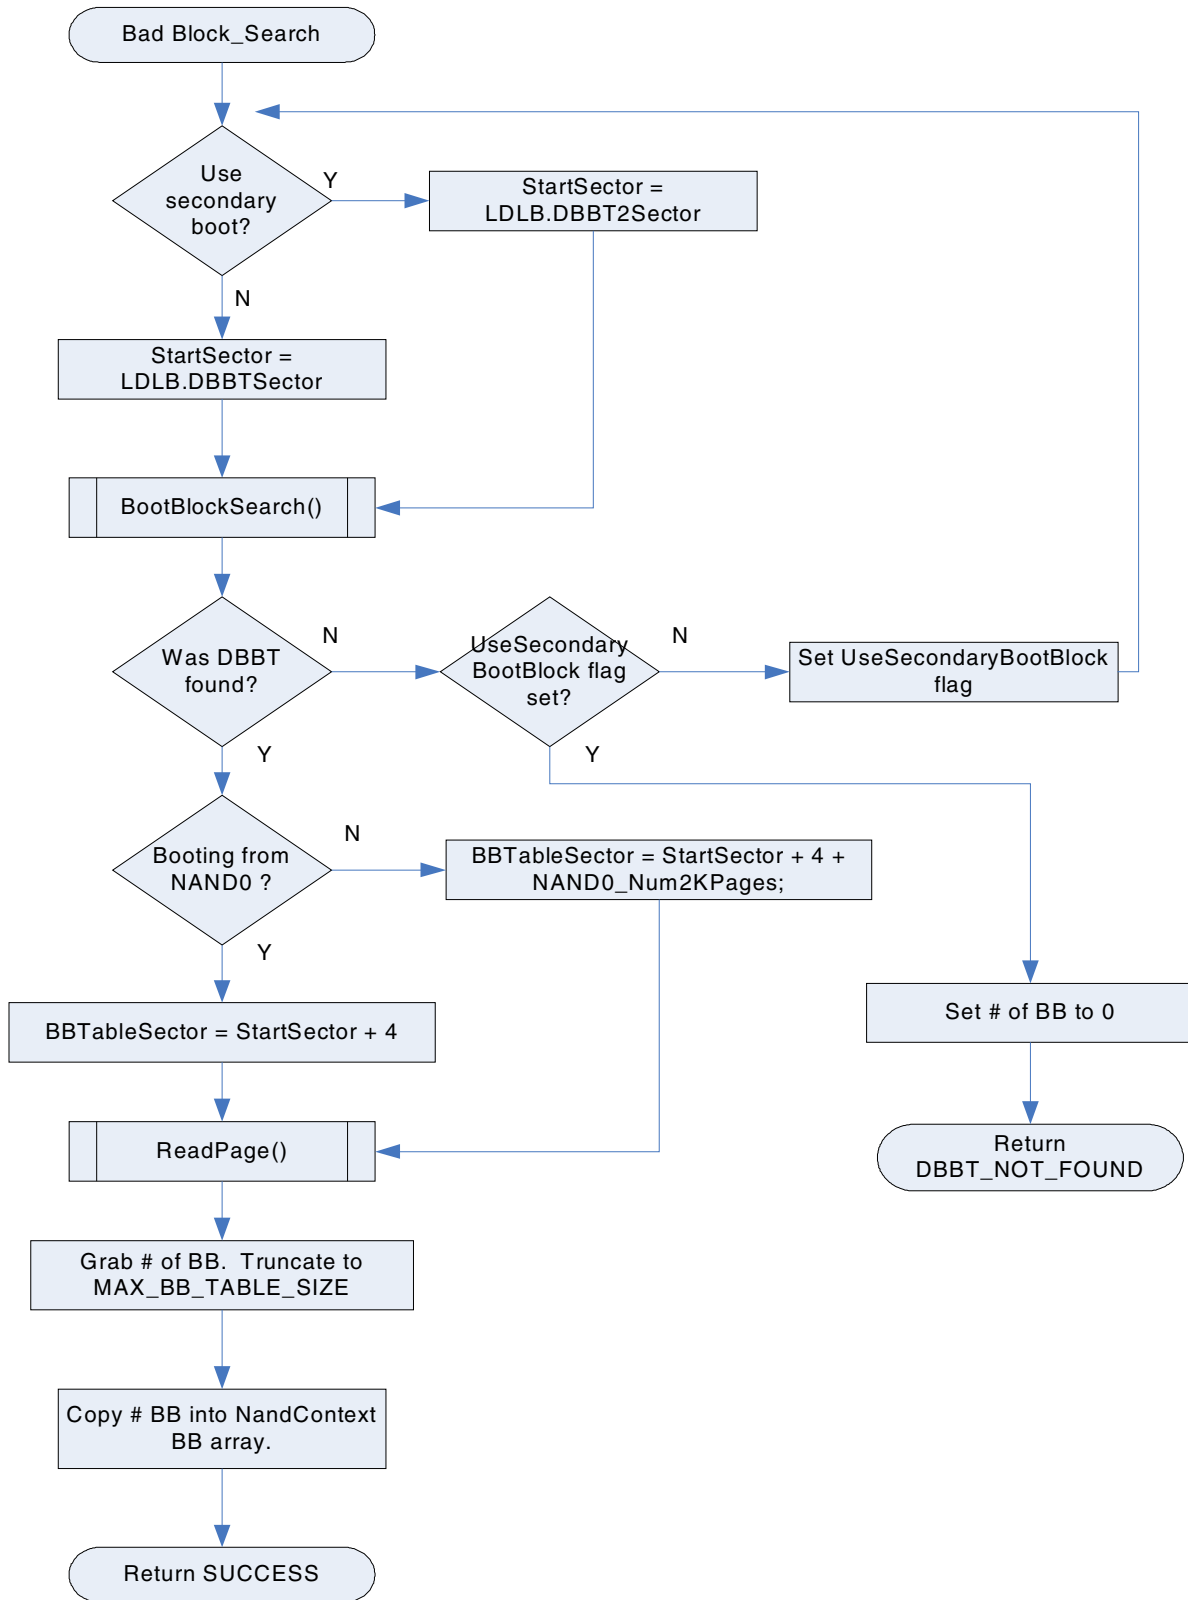 Bad Block_Search
Use
secondary
boot?
Y
StartSector =
LDLB.DBBT2Sector
N
StartSector =
LDLB.DBBTSector
BootBlockSearch()
Was DBBT
found?
N
UseSecondary
BootBlock flag
set?
N
Set UseSecondaryBootBlock
flag
Y
Y
Booting from
NAND0 ?
N
BBTableSector = StartSector + 4 +
NAND0_Num2KPages;
Y
BBTableSector = StartSector + 4
Set # of BB to 0
ReadPage()
Return
DBBT_NOT_FOUND
Grab # of BB.  Truncate to
MAX_BB_TABLE_SIZE
Copy # BB into NandContext
BB array.
Return SUCCESS